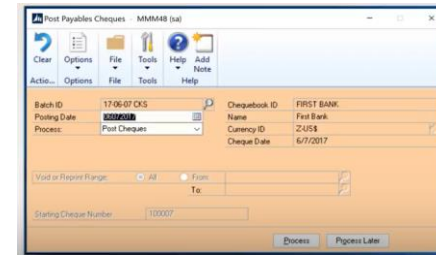 Post Payables Cheques - MMM48 (sa)
Clear Options File Tools Help Add Note
Actio... Options File Tools Help
Batch ID 17-06-07 CKS Chequebook ID FIRST BANK
Posting Date 06072017 Name First Bank
Process: Post Cheques Currency ID Z-US$
Cheque Date 6/7/2017
Void or Reprint Range: All From
To:
Starting Cheque Number 100007
Process Process Later